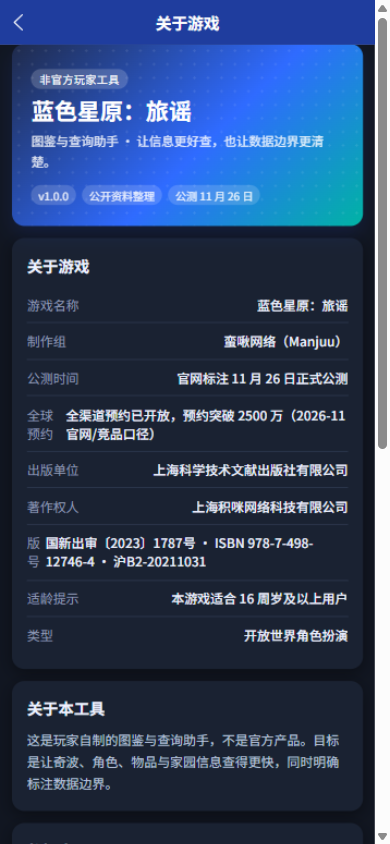 关于游戏
非官方玩家工具
蓝色星原：旅谣
图鉴与查询助手 · 让信息更好查，也让数据边界更清
楚。
v1.0.0 公开资料整理 公测 11 月 26 日
关于游戏
游戏名称 蓝色星原：旅谣
制作组 蛮啾网络（Manjuu）
公测时间 官网标注 11 月 26 日正式公测
全球 全渠道预约已开放，预约突破 2500 万（2026-11
预约 官网/竞品口径）
出版单位 上海科学技术文献出版社有限公司
著作权人 上海积咪网络科技有限公司
版 国新出审〔2023〕1787号 · ISBN 978-7-498-
号 12746-4 · 沪B2-20211031
适龄提示 本游戏适合 16 周岁及以上用户
类型 开放世界角色扮演
关于本工具
这是玩家自制的图鉴与查询助手，不是官方产品。目标
是让奇波、角色、物品与家园信息查得更快，同时明确
标注数据边界。